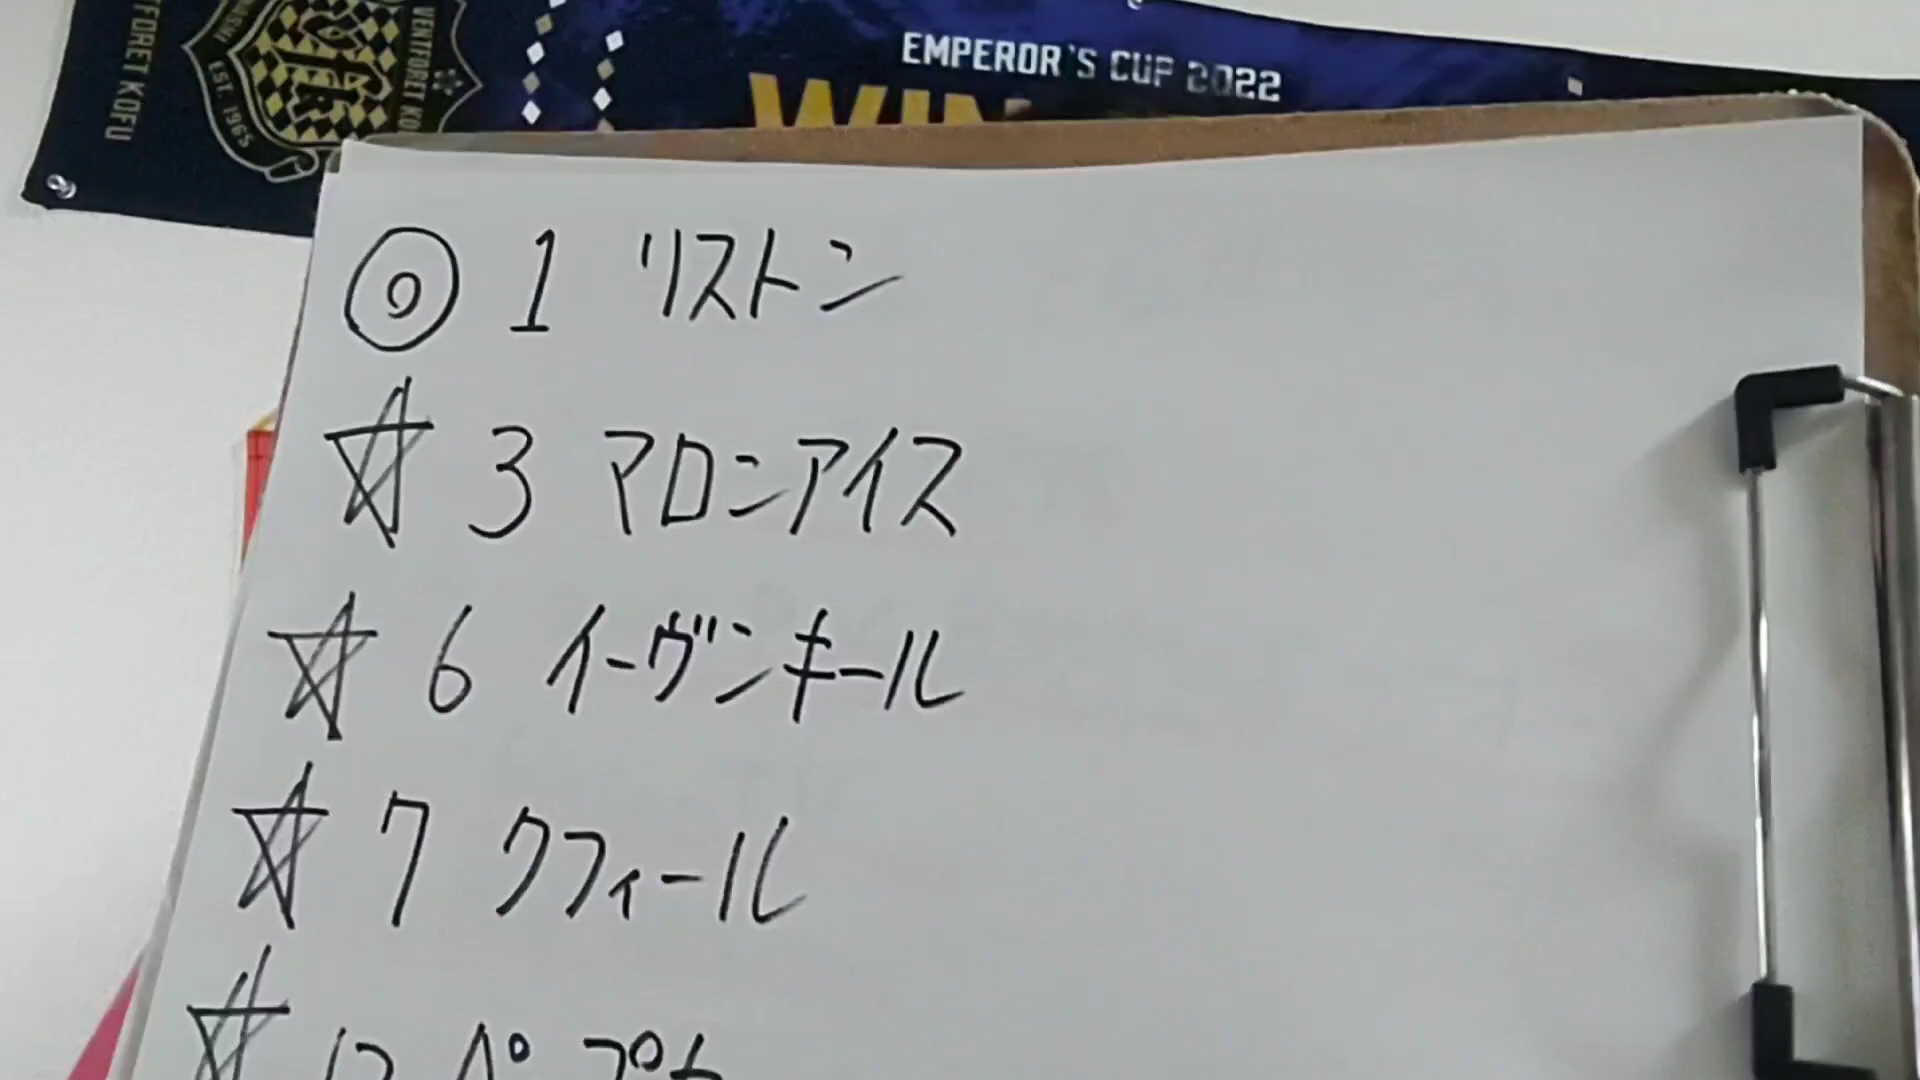 VENTFORET KOFU
EST. 1965
EMPEROR'S CUP 2022
WIN
◎ 1 リストン
☆ 3 マロンアイス
☆ 6 イーヴンキール
☆ 7 クフィール
☆